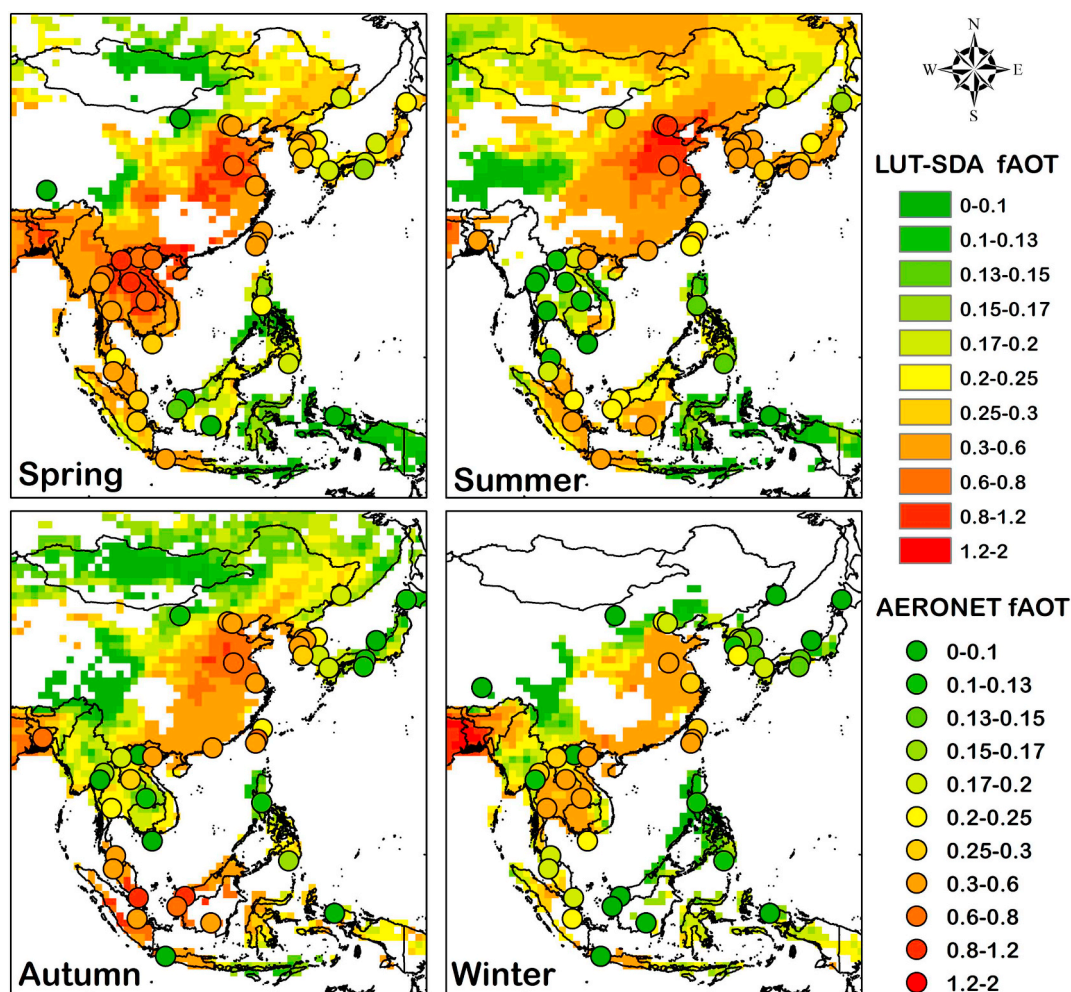 Spring
Summer
Autumn
Winter
N
W E
S
LUT-SDA fAOT
0-0.1
0.1-0.13
0.13-0.15
0.15-0.17
0.17-0.2
0.2-0.25
0.25-0.3
0.3-0.6
0.6-0.8
0.8-1.2
1.2-2
AERONET fAOT
0-0.1
0.1-0.13
0.13-0.15
0.15-0.17
0.17-0.2
0.2-0.25
0.25-0.3
0.3-0.6
0.6-0.8
0.8-1.2
1.2-2